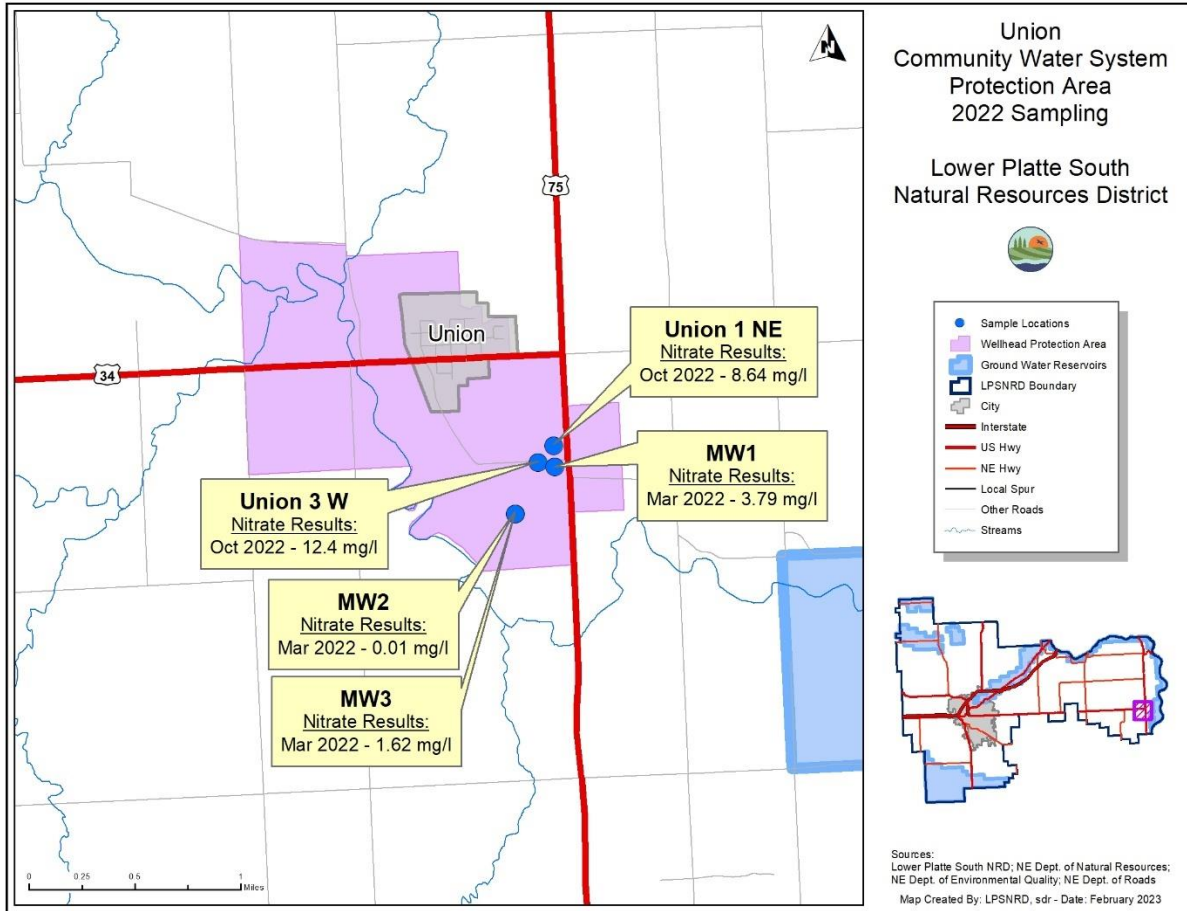 Union
Community Water System
Protection Area
2022 Sampling
Lower Platte South
Natural Resources District
N
75
34
Union
Union 1 NE
Nitrate Results:
Oct 2022 - 8.64 mg/l
MW1
Nitrate Results:
Mar 2022 - 3.79 mg/l
Union 3 W
Nitrate Results:
Oct 2022 - 12.4 mg/l
MW2
Nitrate Results:
Mar 2022 - 0.01 mg/l
MW3
Nitrate Results:
Mar 2022 - 1.62 mg/l
0 0.25 0.5 1
Miles
Sample Locations
Wellhead Protection Area
Ground Water Reservoirs
LPSNRD Boundary
City
Interstate
US Hwy
NE Hwy
Local Spur
Other Roads
Streams
Sources:
Lower Platte South NRD; NE Dept. of Natural Resources;
NE Dept. of Environmental Quality; NE Dept. of Roads
Map Created By: LPSNRD, sdr - Date: February 2023